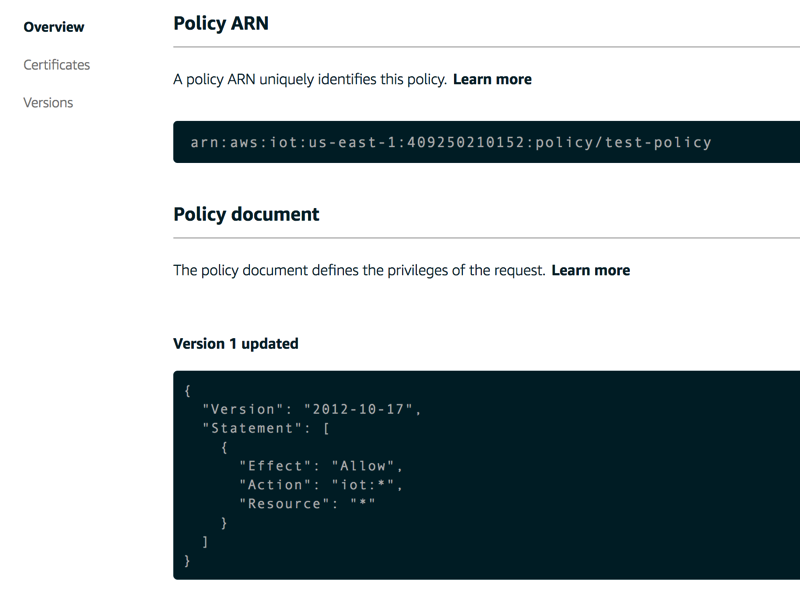 Overview
Certificates
Versions
Policy ARN
A policy ARN uniquely identifies this policy. Learn more
arn:aws:iot:us-east-1:409250210152:policy/test-policy
Policy document
The policy document defines the privileges of the request. Learn more
Version 1 updated
{
  "Version": "2012-10-17",
  "Statement": [
    {
      "Effect": "Allow",
      "Action": "iot:*",
      "Resource": "*"
    }
  ]
}